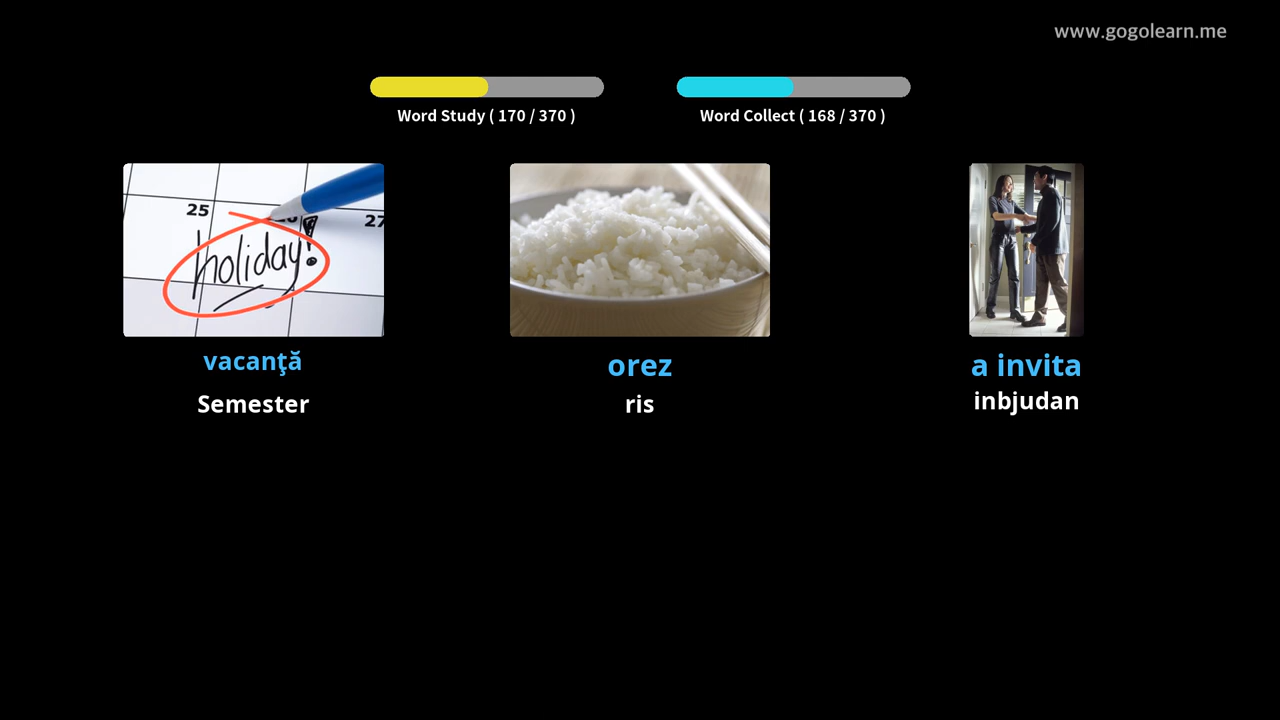 www.gogolearn.me
Word Study ( 170 / 370 )
Word Collect ( 168 / 370 )
25
27
holiday!
vacanţă
orez
a invita
Semester
ris
inbjudan